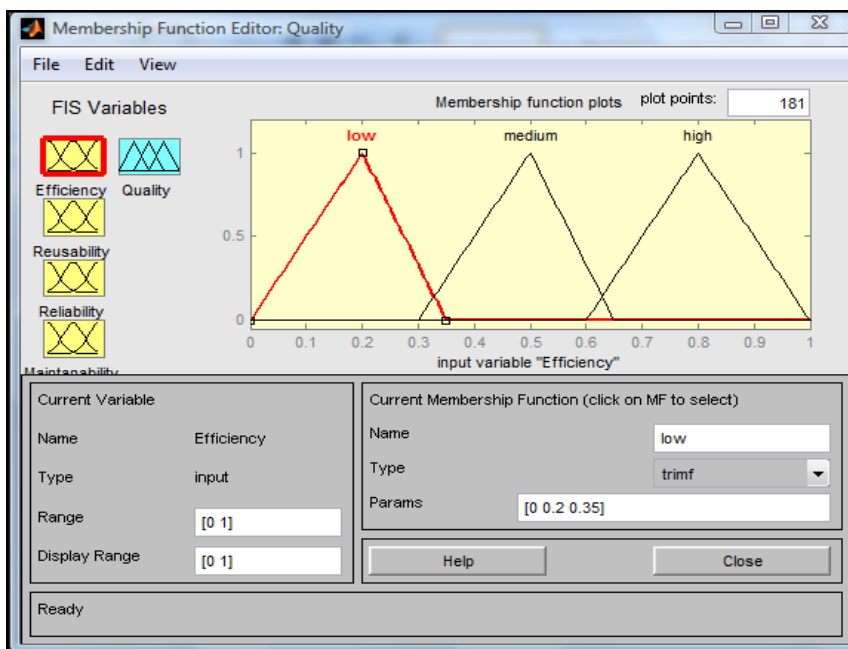 Membership Function Editor: Quality
File Edit View
FIS Variables
Membership function plots plot points: 181
low medium high
1
0.5
0
0 0.1 0.2 0.3 0.4 0.5 0.6 0.7 0.8 0.9 1
input variable "Efficiency"
Efficiency Quality
Reusability
Reliability
Maintanability
Current Variable
Name Efficiency
Type input
Range [0 1]
Display Range [0 1]
Current Membership Function (click on MF to select)
Name low
Type trimf
Params [0 0.2 0.35]
Help Close
Ready